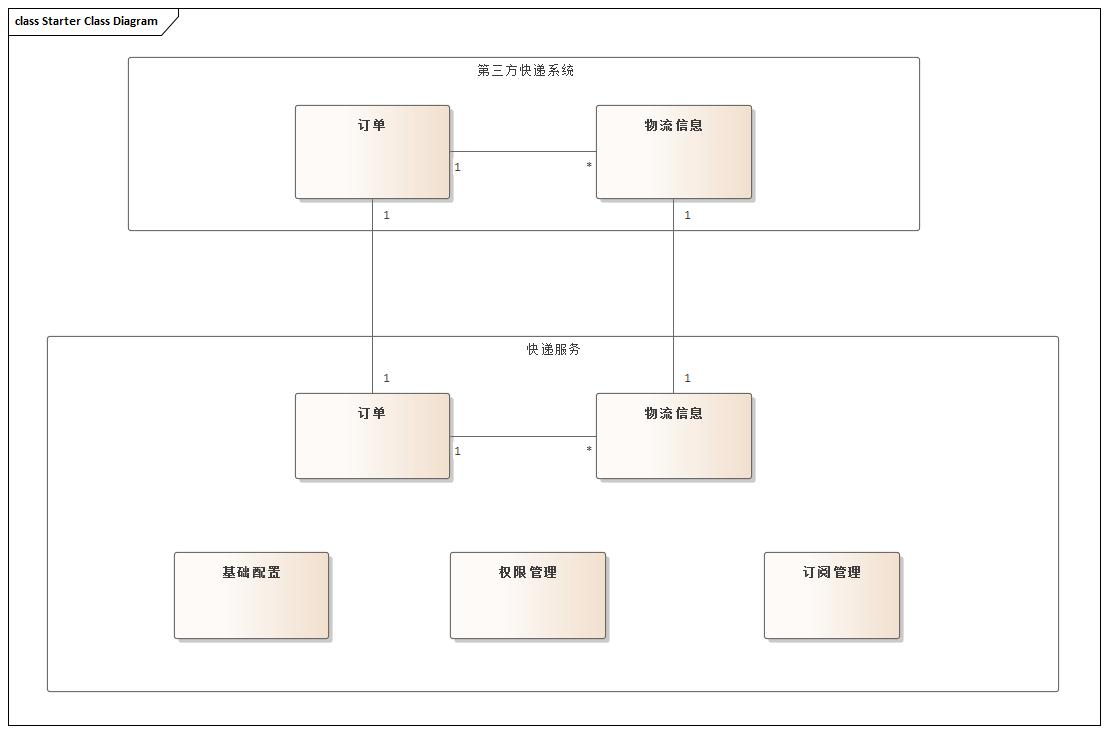 class Starter Class Diagram
第三方快递系统
订单
物流信息
1
*
1
1
快递服务
1
1
订单
物流信息
1
*
基础配置
权限管理
订阅管理